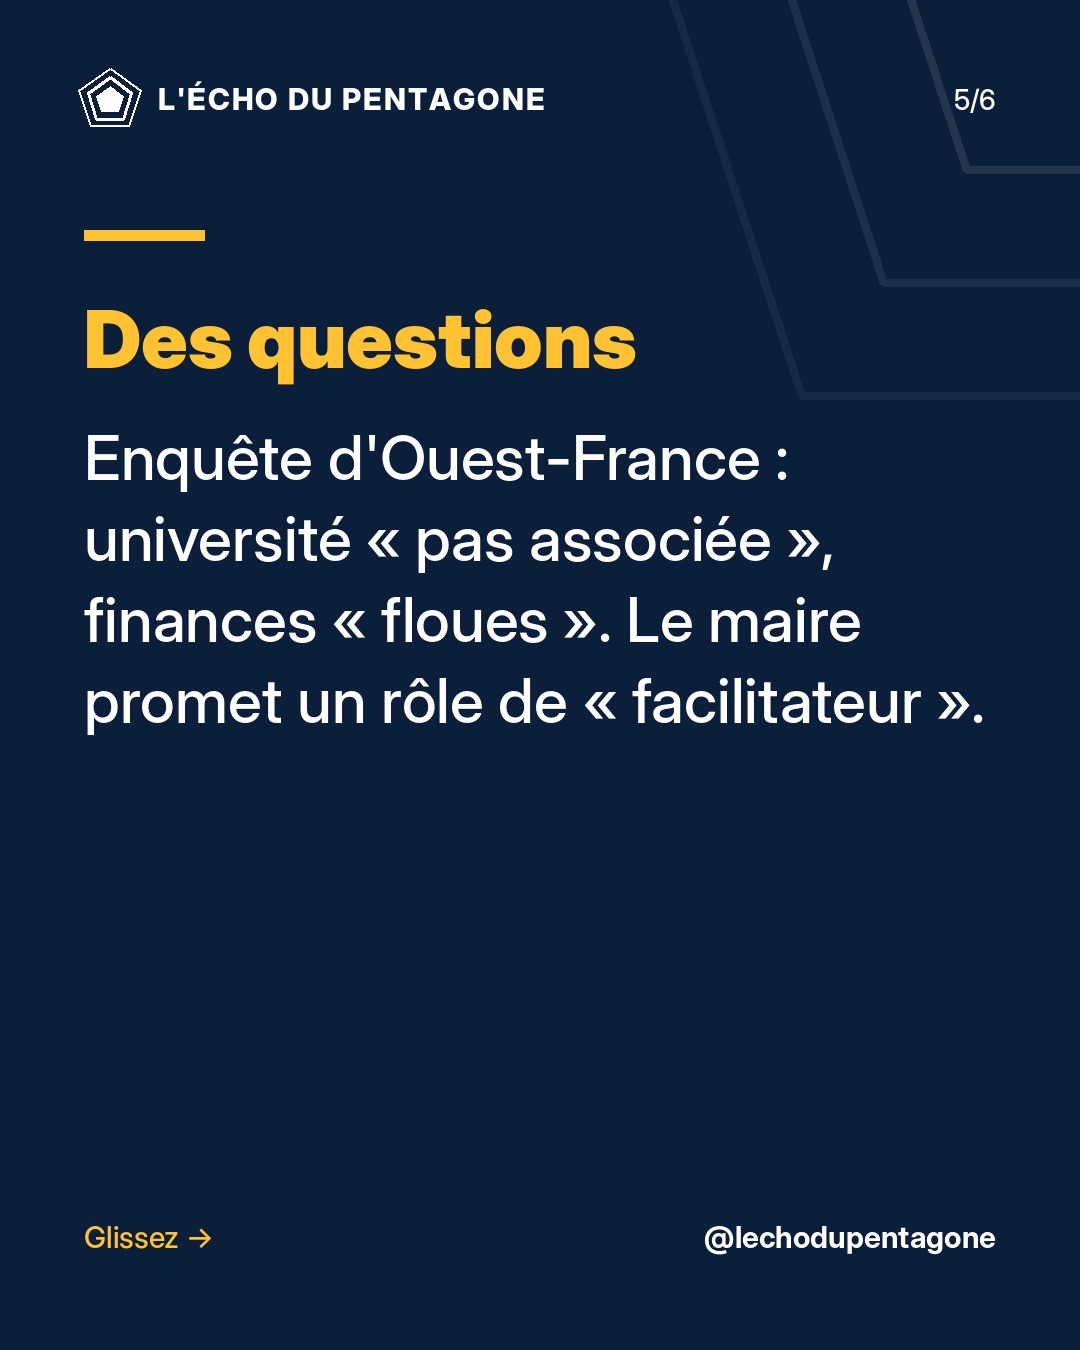 L'ÉCHO DU PENTAGONE
5/6
Des questions
Enquête d'Ouest-France :
université « pas associée »,
finances « floues ». Le maire
promet un rôle de « facilitateur ».
Glissez →
@lechodupentagone